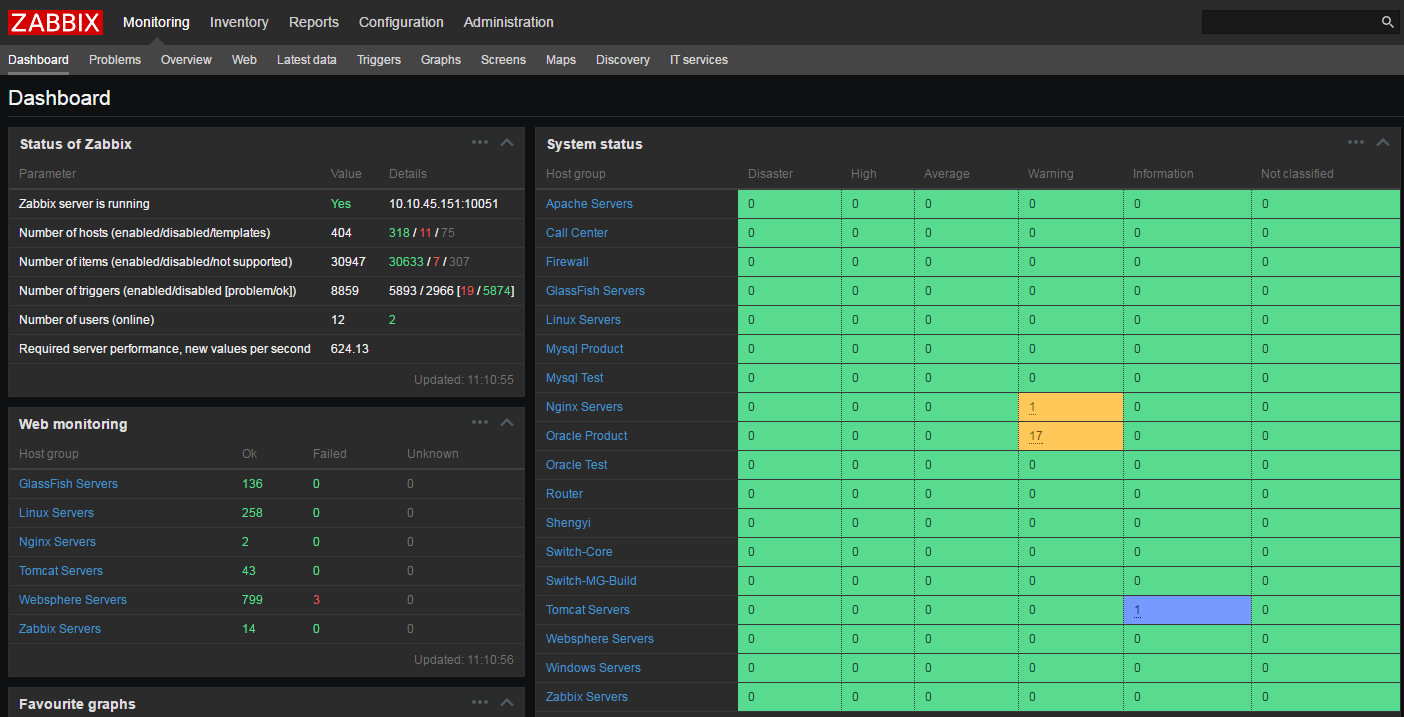 ZABBIX Monitoring Inventory Reports Configuration Administration
Dashboard Problems Overview Web Latest data Triggers Graphs Screens Maps Discovery IT services
Dashboard
Status of Zabbix
Parameter Value Details
Zabbix server is running Yes 10.10.45.151:10051
Number of hosts (enabled/disabled/templates) 404 318 / 11 / 75
Number of items (enabled/disabled/not supported) 30947 30633 / 7 / 307
Number of triggers (enabled/disabled [problem/ok]) 8859 5893 / 2966 [19 / 5874]
Number of users (online) 12 2
Required server performance, new values per second 624.13
Updated: 11:10:55
Web monitoring
Host group Ok Failed Unknown
GlassFish Servers 136 0 0
Linux Servers 258 0 0
Nginx Servers 2 0 0
Tomcat Servers 43 0 0
Websphere Servers 799 3 0
Zabbix Servers 14 0 0
Updated: 11:10:56
Favourite graphs
System status
Host group Disaster High Average Warning Information Not classified
Apache Servers 0 0 0 0 0 0
Call Center 0 0 0 0 0 0
Firewall 0 0 0 0 0 0
GlassFish Servers 0 0 0 0 0 0
Linux Servers 0 0 0 0 0 0
Mysql Product 0 0 0 0 0 0
Mysql Test 0 0 0 0 0 0
Nginx Servers 0 0 0 1 0 0
Oracle Product 0 0 0 17 0 0
Oracle Test 0 0 0 0 0 0
Router 0 0 0 0 0 0
Shengyi 0 0 0 0 0 0
Switch-Core 0 0 0 0 0 0
Switch-MG-Build 0 0 0 0 0 0
Tomcat Servers 0 0 0 0 1 0
Websphere Servers 0 0 0 0 0 0
Windows Servers 0 0 0 0 0 0
Zabbix Servers 0 0 0 0 0 0